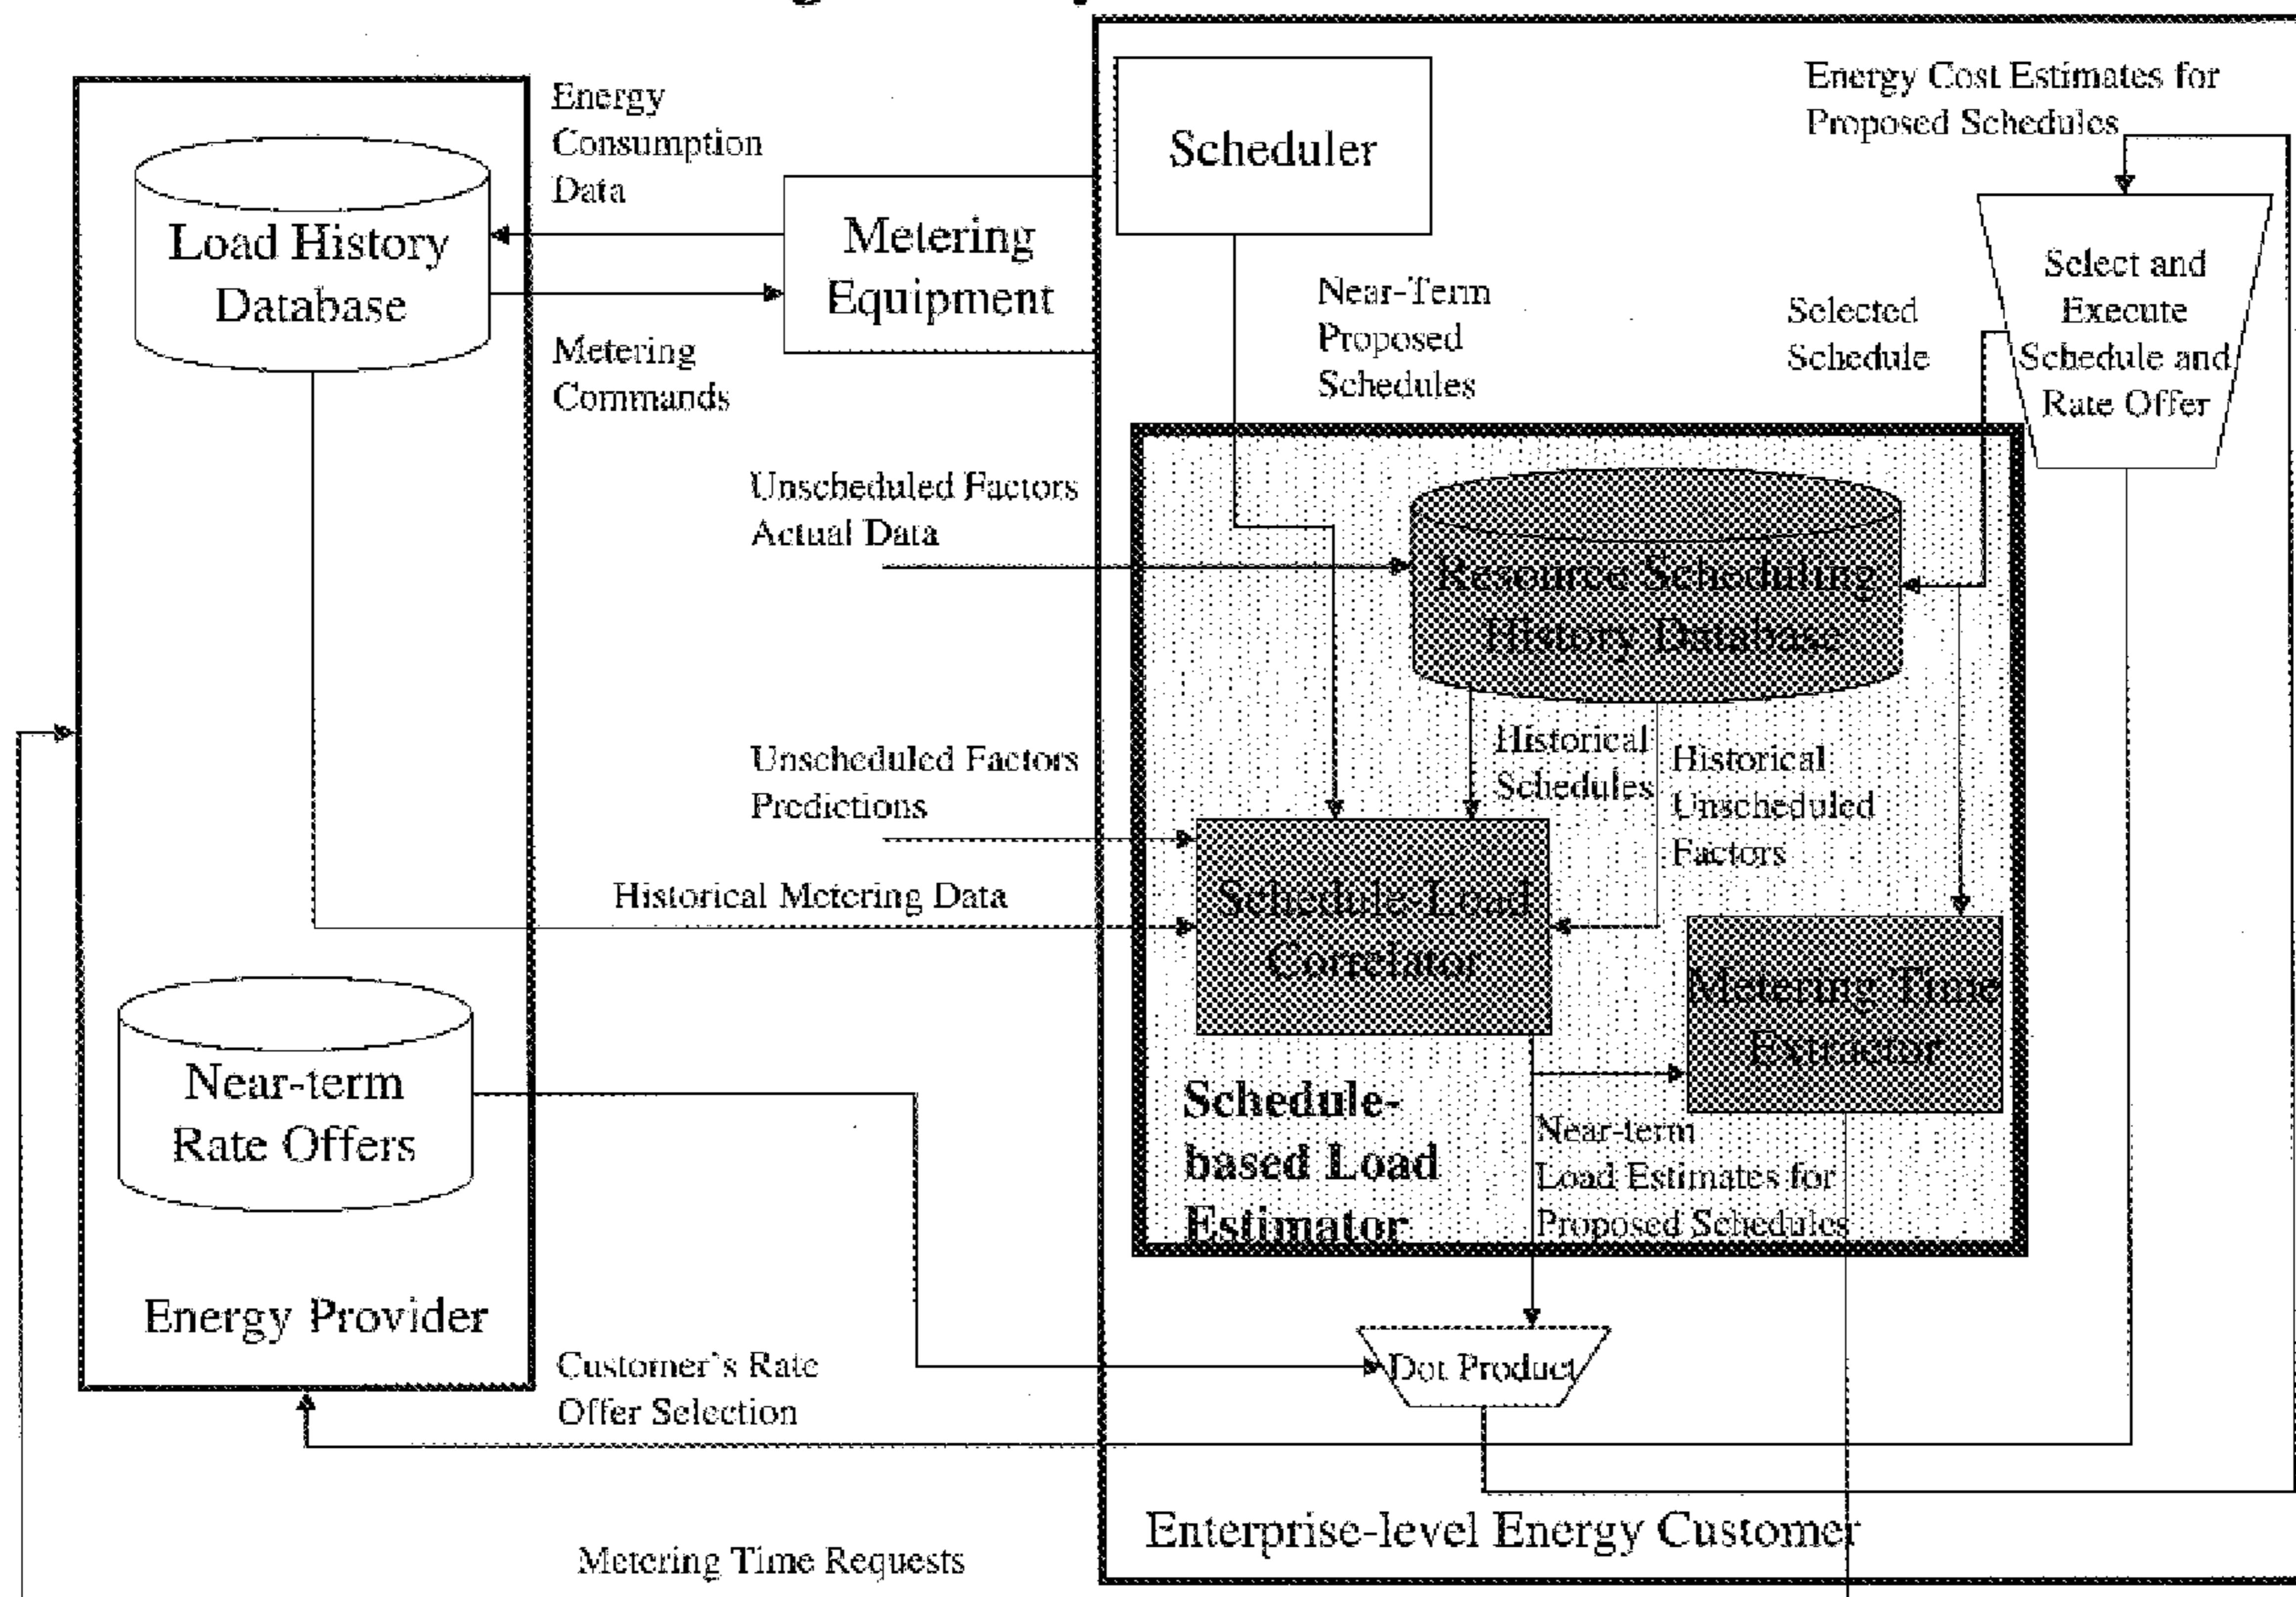 Energy
Consumption
Data
Load History
Database
Metering
Equipment
Metering
Commands
Scheduler
Energy Cost Estimates for
Proposed Schedules
Near-Term
Proposed
Schedules
Selected
Schedule
Select and
Execute
Schedule and
Rate Offer
Unscheduled Factors
Actual Data
Resource Scheduling
History Database
Unscheduled Factors
Predictions
Historical
Schedules
Historical
Unscheduled
Factors
Historical Metering Data
Schedule-Load
Correlator
Metering Time
Extractor
Near-term
Rate Offers
Schedule-
based Load
Estimator
Near-term
Load Estimates for
Proposed Schedules
Energy Provider
Customer's Rate
Offer Selection
Dot Product
Enterprise-level Energy Customer
Metering Time Requests